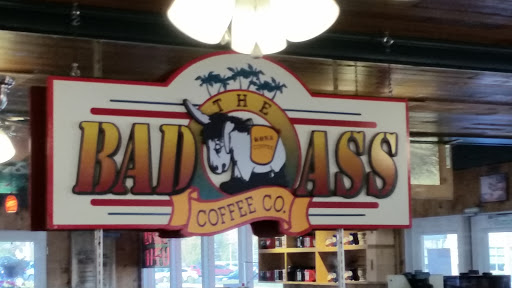 THE
BAD ASS
COFFEE CO.